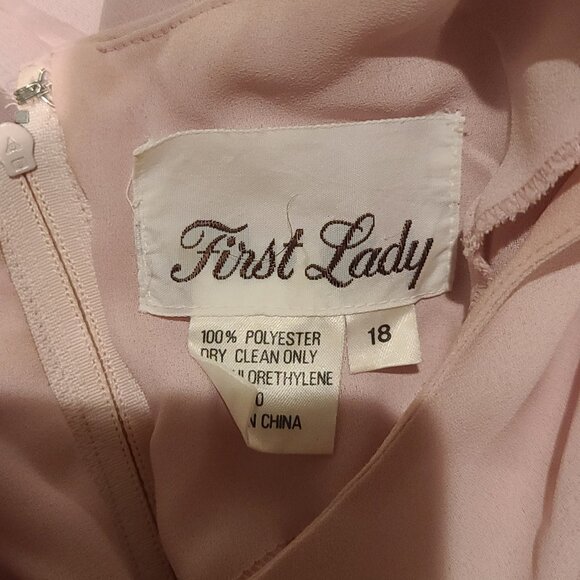 First Lady
100% POLYESTER
18
DRY CLEAN ONLY
CHINA